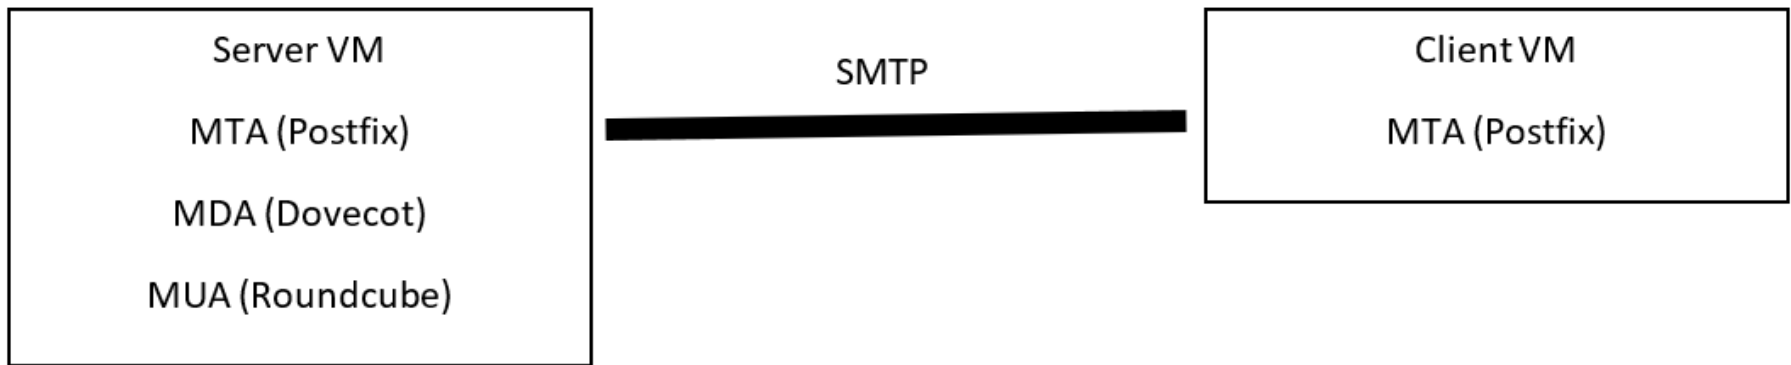 Server VM
MTA (Postfix)
MDA (Dovecot)
MUA (Roundcube)
SMTP
Client VM
MTA (Postfix)